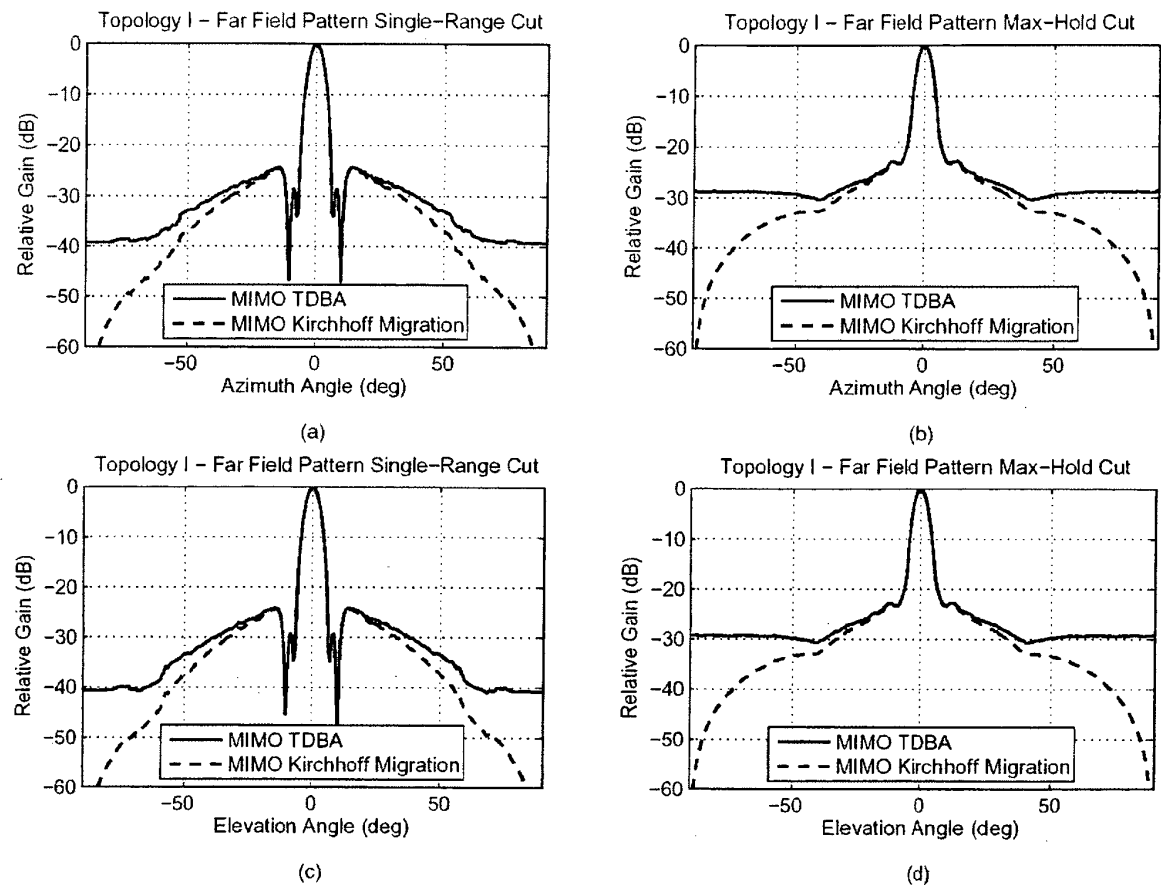 Topology I − Far Field Pattern Single−Range Cut
0
−10
−20
−30
−40
−50
−60
Relative Gain (dB)
MIMO TDBA
MIMO Kirchhoff Migration
−50
0
50
Azimuth Angle (deg)
(a)
Topology I − Far Field Pattern Max−Hold Cut
0
−10
−20
−30
−40
−50
−60
Relative Gain (dB)
MIMO TDBA
MIMO Kirchhoff Migration
−50
0
50
Azimuth Angle (deg)
(b)
Topology I − Far Field Pattern Single−Range Cut
0
−10
−20
−30
−40
−50
−60
Relative Gain (dB)
MIMO TDBA
MIMO Kirchhoff Migration
−50
0
50
Elevation Angle (deg)
(c)
Topology I − Far Field Pattern Max−Hold Cut
0
−10
−20
−30
−40
−50
−60
Relative Gain (dB)
MIMO TDBA
MIMO Kirchhoff Migration
−50
0
50
Elevation Angle (deg)
(d)